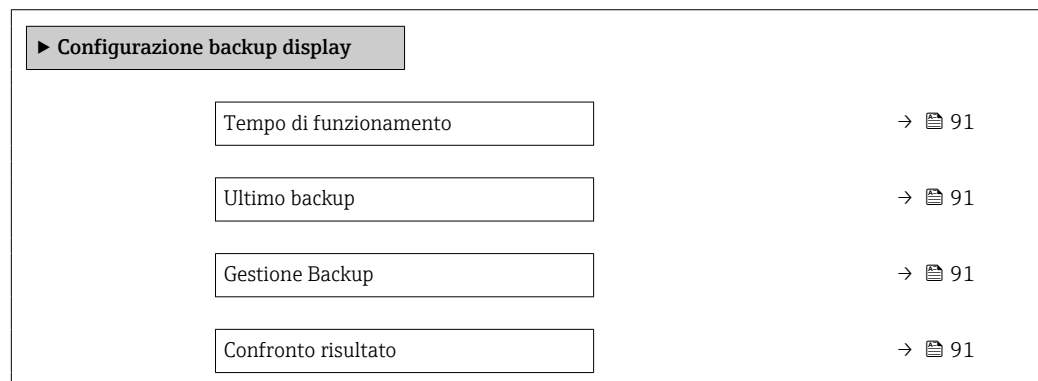 ▶ Configurazione backup display
Tempo di funzionamento → 91
Ultimo backup → 91
Gestione Backup → 91
Confronto risultato → 91